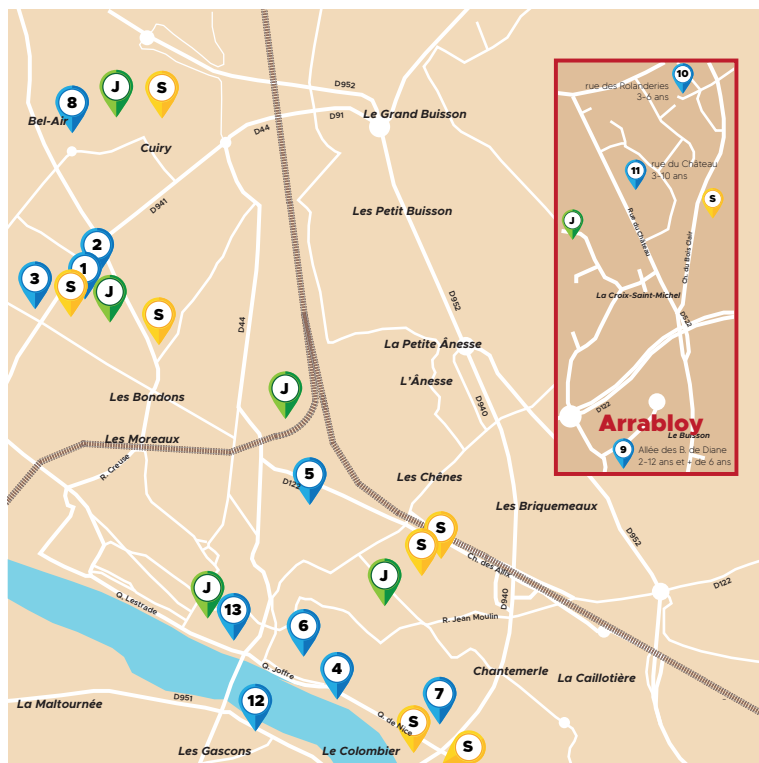 D952
J
S
8
Bel-Air
D91
Le Grand Buisson
D44
Cuiry
D941
Les Petit Buisson
2
1
3
S
J
S
D44
D952
La Petite Ânesse
L'Ânesse
J
D940
Les Bondons
Les Moreaux
R. Creuse
5
D122
Les Chênes
Les Briquemeaux
S
S
Ch. des Aix
D952
J
D122
J
13
Q. Lestrade
6
R. Jean Moulin
D940
Q. Joffre
4
Chantemerle
La Caillotière
La Maltournée
D951
12
7
Q. de Nice
S
S
Les Gascons
Le Colombier
10
rue des Rolanderies
3-6 ans
11
rue du Château
3-10 ans
S
J
Rue du Château
Ch. du Bois Clair
La Croix-Saint-Michel
D622
D122
Arrabloy
Le Buisson
9
Allée des B. de Diane
2-12 ans et + de 6 ans